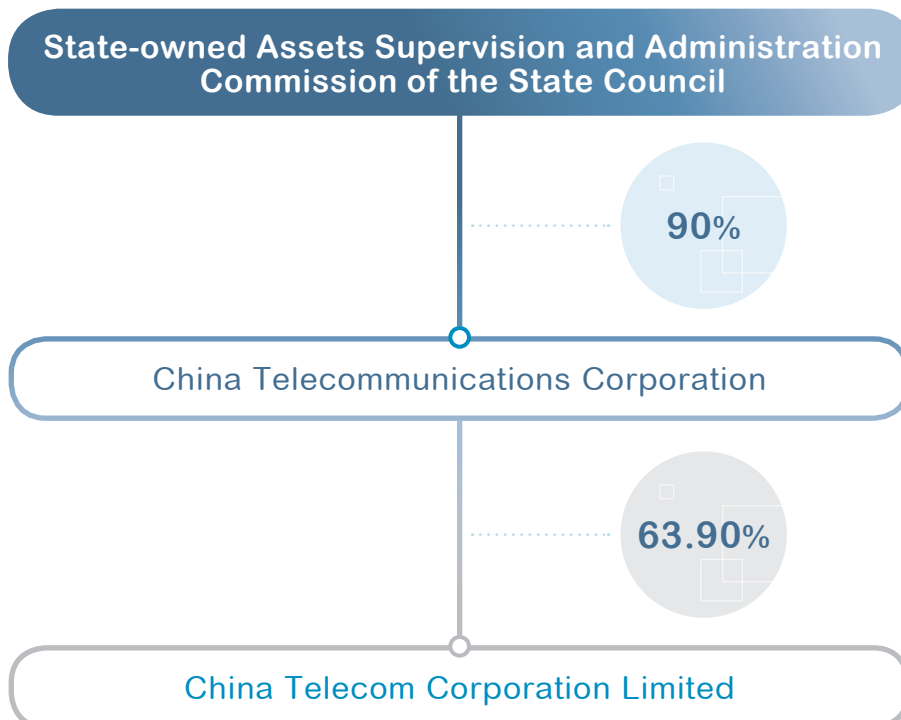 State-owned Assets Supervision and Administration
Commission of the State Council
90%
China Telecommunications Corporation
63.90%
China Telecom Corporation Limited